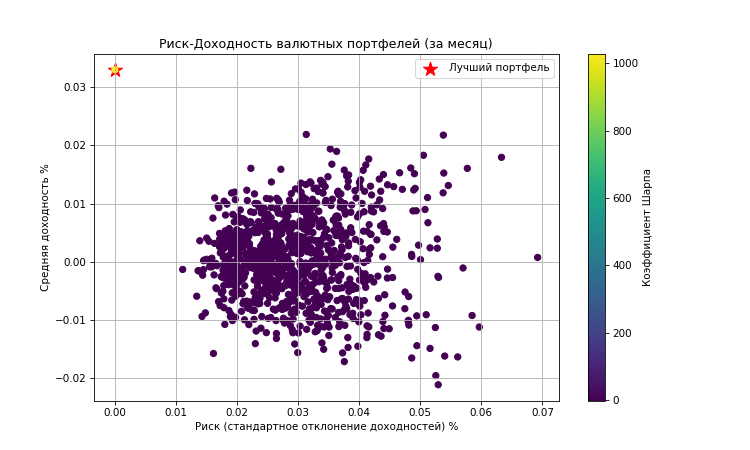 Риск-Доходность валютных портфелей (за месяц)
Лучший портфель
Средняя доходность %
0.03
0.02
0.01
0.00
−0.01
−0.02
0.00 0.01 0.02 0.03 0.04 0.05 0.06 0.07
Риск (стандартное отклонение доходностей) %
1000
800
600
400
200
0
Коэффициент Шарпа